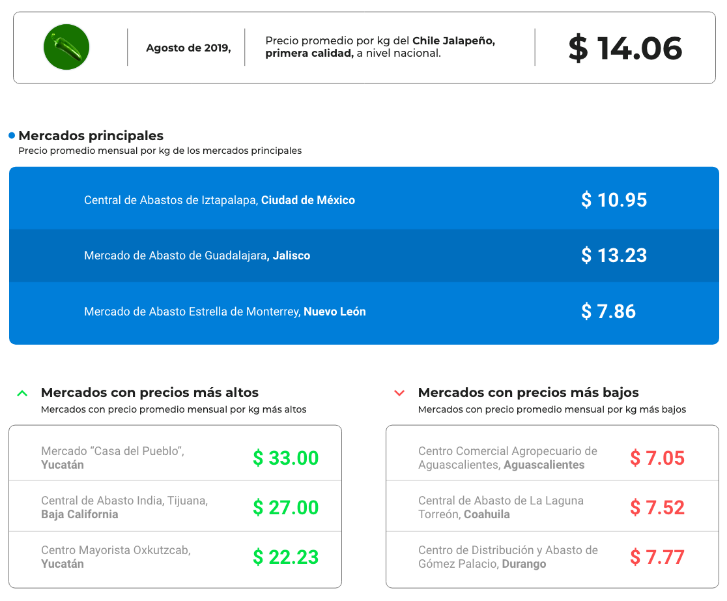 Agosto de 2019,
Precio promedio por kg del Chile Jalapeño,
primera calidad, a nivel nacional.
$ 14.06
Mercados principales
Precio promedio mensual por kg de los mercados principales
Central de Abastos de Iztapalapa, Ciudad de México
$ 10.95
Mercado de Abasto de Guadalajara, Jalisco
$ 13.23
Mercado de Abasto Estrella de Monterrey, Nuevo León
$ 7.86
Mercados con precios más altos
Mercados con precio promedio mensual por kg más altos
Mercado “Casa del Pueblo”,
Yucatán
$ 33.00
Central de Abasto India, Tijuana,
Baja California
$ 27.00
Centro Mayorista Oxkutzcab,
Yucatán
$ 22.23
Mercados con precios más bajos
Mercados con precio promedio mensual por kg más bajos
Centro Comercial Agropecuario de
Aguascalientes, Aguascalientes
$ 7.05
Central de Abasto de La Laguna
Torreón, Coahuila
$ 7.52
Centro de Distribución y Abasto de
Gómez Palacio, Durango
$ 7.77